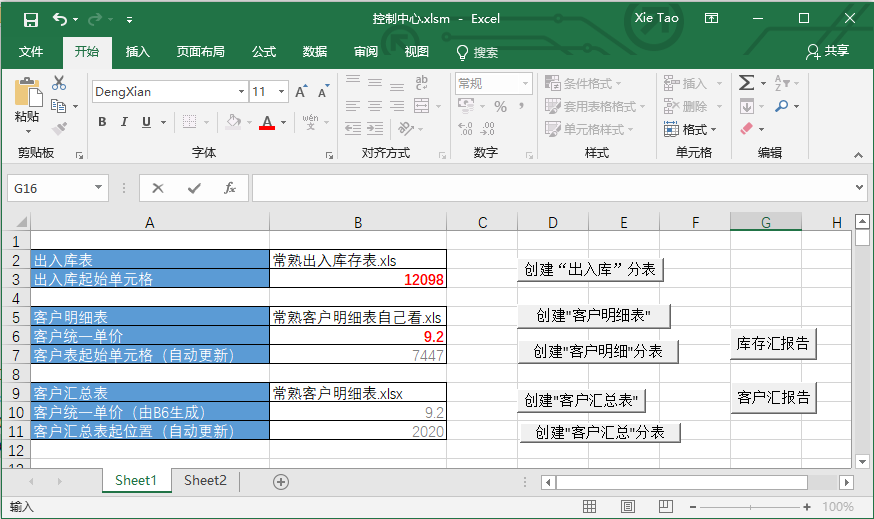 控制中心.xlsm - Excel
Xie Tao
文件 开始 插入 页面布局 公式 数据 审阅 视图 搜索 共享
粘贴
DengXian 11 A A
B I U A wén
ab
常规
% ,
条件格式
套用表格格式
单元格样式
插入
删除
格式
Σ A Z
剪贴板 字体 对齐方式 数字 样式 单元格 编辑
G16 fx
A B C D E F G H
1
2 出入库表 常熟出入库存表.xls 创建“出入库”分表
3 出入库起始单元格 12098
4
5 客户明细表 常熟客户明细表自己看.xls 创建"客户明细表"
6 客户统一单价 9.2 库存汇报告
7 客户表起始单元格（自动更新） 7447 创建"客户明细"分表
8
9 客户汇总表 常熟客户明细表.xlsx 创建"客户汇总表" 客户汇报告
10 客户统一单价（由B6生成） 9.2
11 客户汇总表起位置（自动更新） 2020 创建"客户汇总"分表
12
Sheet1 Sheet2
输入 100%